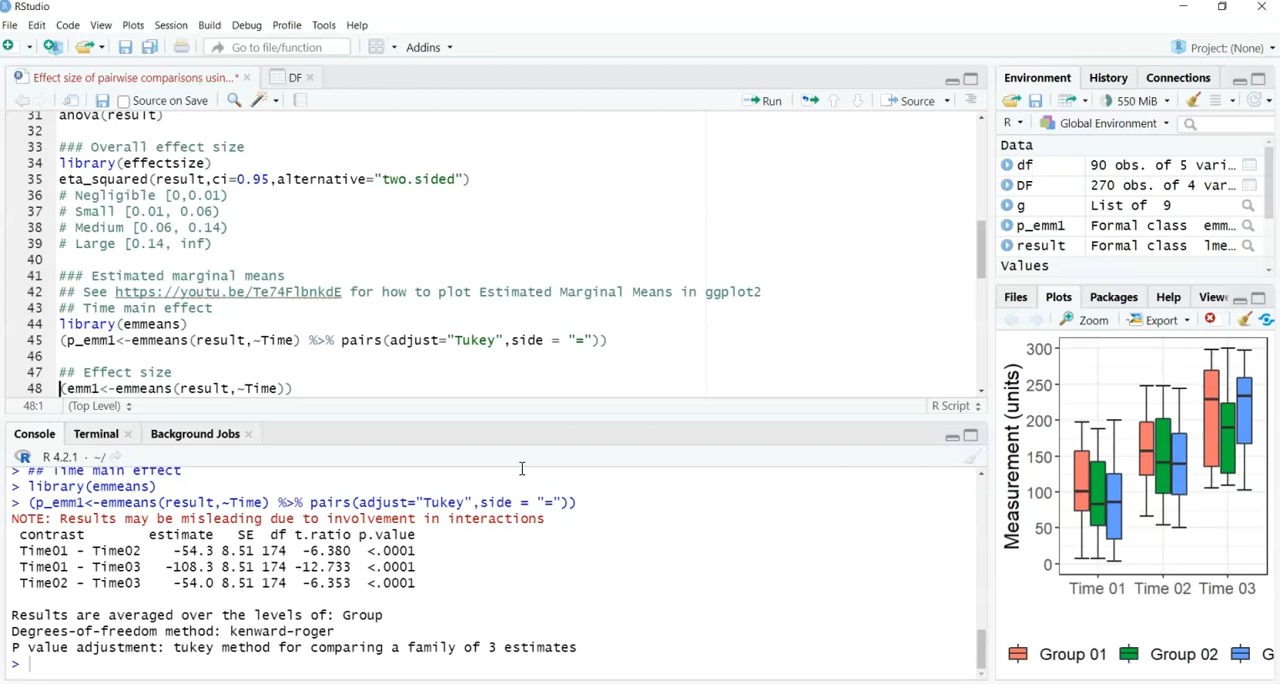 RStudio
File Edit Code View Plots Session Build Debug Profile Tools Help
Go to file/function Addins Project: (None)
Effect size of pairwise comparisons usin...* DF
Source on Save Run Source
31 anova(result)
32
33 ### Overall effect size
34 library(effectsize)
35 eta_squared(result,ci=0.95,alternative="two.sided")
36 # Negligible [0,0.01)
37 # Small [0.01, 0.06)
38 # Medium [0.06, 0.14)
39 # Large [0.14, inf)
40
41 ### Estimated marginal means
42 ## See https://youtu.be/Te74FlbnkdE for how to plot Estimated Marginal Means in ggplot2
43 ## Time main effect
44 library(emmeans)
45 (p_emm1<-emmeans(result,~Time) %>% pairs(adjust="Tukey",side = "="))
46
47 ## Effect size
48 (emm1<-emmeans(result,~Time))
48:1 (Top Level) R Script
Console Terminal Background Jobs
R 4.2.1 · ~/
> ## Time main effect
> library(emmeans)
> (p_emm1<-emmeans(result,~Time) %>% pairs(adjust="Tukey",side = "="))
NOTE: Results may be misleading due to involvement in interactions
contrast estimate SE df t.ratio p.value
Time01 - Time02 -54.3 8.51 174 -6.380 <.0001
Time01 - Time03 -108.3 8.51 174 -12.733 <.0001
Time02 - Time03 -54.0 8.51 174 -6.353 <.0001
Results are averaged over the levels of: Group
Degrees-of-freedom method: kenward-roger
P value adjustment: tukey method for comparing a family of 3 estimates
>
Environment History Connections
550 MiB
R Global Environment
Data
df 90 obs. of 5 vari...
DF 270 obs. of 4 var...
g List of 9
p_emm1 Formal class emm...
result Formal class lme...
Values
Files Plots Packages Help View
Zoom Export
Measurement (units)
300
250
200
150
100
50
0
Time 01 Time 02 Time 03
Group 01 Group 02 G